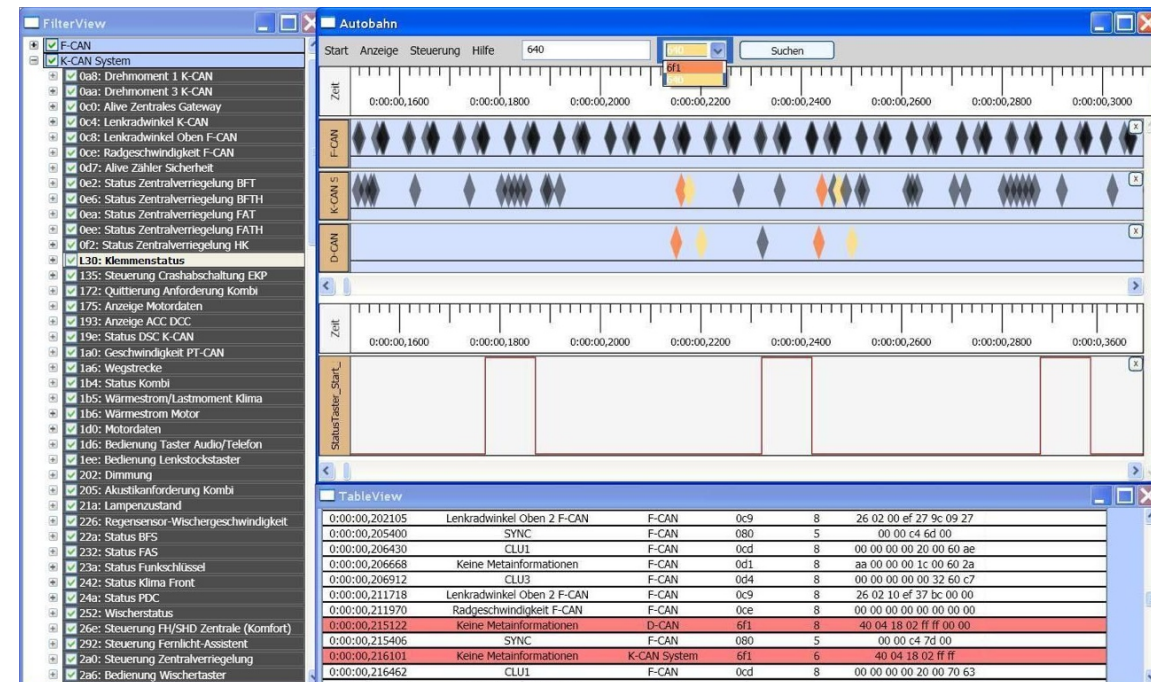 FilterView
F-CAN
K-CAN System
0a8: Drehmoment 1 K-CAN
0aa: Drehmoment 3 K-CAN
0c0: Alive Zentrales Gateway
0c4: Lenkradwinkel K-CAN
0c8: Lenkradwinkel Oben F-CAN
0ce: Radgeschwindigkeit F-CAN
0d7: Alive Zähler Sicherheit
0e2: Status Zentralverriegelung BFT
0e6: Status Zentralverriegelung BFTH
0ea: Status Zentralverriegelung FAT
0ee: Status Zentralverriegelung FATH
0f2: Status Zentralverriegelung HK
L30: Klemmenstatus
135: Steuerung Crashabschaltung EKP
172: Quittierung Anforderung Kombi
175: Anzeige Motordaten
193: Anzeige ACC DCC
19e: Status DSC K-CAN
1a0: Geschwindigkeit PT-CAN
1a6: Wegstrecke
1b4: Status Kombi
1b5: Wärmestrom/Lastmoment Klima
1b6: Wärmestrom Motor
1d0: Motordaten
1d6: Bedienung Taster Audio/Telefon
1ee: Bedienung Lenkstockstaster
202: Dimmung
205: Akustikanforderung Kombi
21a: Lampenzustand
226: Regensensor-Wischergeschwindigkeit
22a: Status BFS
232: Status FAS
23a: Status Funkschlüssel
242: Status Klima Front
24a: Status PDC
252: Wischerstatus
26e: Steuerung FH/SHD Zentrale (Komfort)
292: Steuerung Fernlicht-Assistent
2a0: Steuerung Zentralverriegelung
2a6: Bedienung Wischertaster
Autobahn
Start Anzeige Steuerung Hilfe 640 640 Suchen
6f1
640
Zeit
0:00:00,1600 0:00:00,1800 0:00:00,2000 0:00:00,2200 0:00:00,2400 0:00:00,2600 0:00:00,2800 0:00:00,3000
F-CAN
K-CAN S
D-CAN
Zeit
0:00:00,1600 0:00:00,1800 0:00:00,2000 0:00:00,2200 0:00:00,2400 0:00:00,2600 0:00:00,2800 0:00:0,3600
StatusTaster_Start_
TableView
0:00:00,202105 Lenkradwinkel Oben 2 F-CAN F-CAN 0c9 8 26 02 00 ef 27 9c 09 27
0:00:00,205400 SYNC F-CAN 080 5 00 00 c4 6d 00
0:00:00,206430 CLU1 F-CAN 0cd 8 00 00 00 00 20 00 60 ae
0:00:00,206668 Keine Metainformationen F-CAN 0d1 8 aa 00 00 00 1c 00 60 2a
0:00:00,206912 CLU3 F-CAN 0d4 8 00 00 00 00 00 32 60 c7
0:00:00,211718 Lenkradwinkel Oben 2 F-CAN F-CAN 0c9 8 26 02 10 ef 37 bc 00 00
0:00:00,211970 Radgeschwindigkeit F-CAN F-CAN 0ce 8 00 00 00 00 00 00 00 00
0:00:00,215122 Keine Metainformationen D-CAN 6f1 8 40 04 18 02 ff ff 00 00
0:00:00,215406 SYNC F-CAN 080 5 00 00 c4 7d 00
0:00:00,216101 Keine Metainformationen K-CAN System 6f1 6 40 04 18 02 ff ff
0:00:00,216462 CLU1 F-CAN 0cd 8 00 00 00 00 20 00 70 63